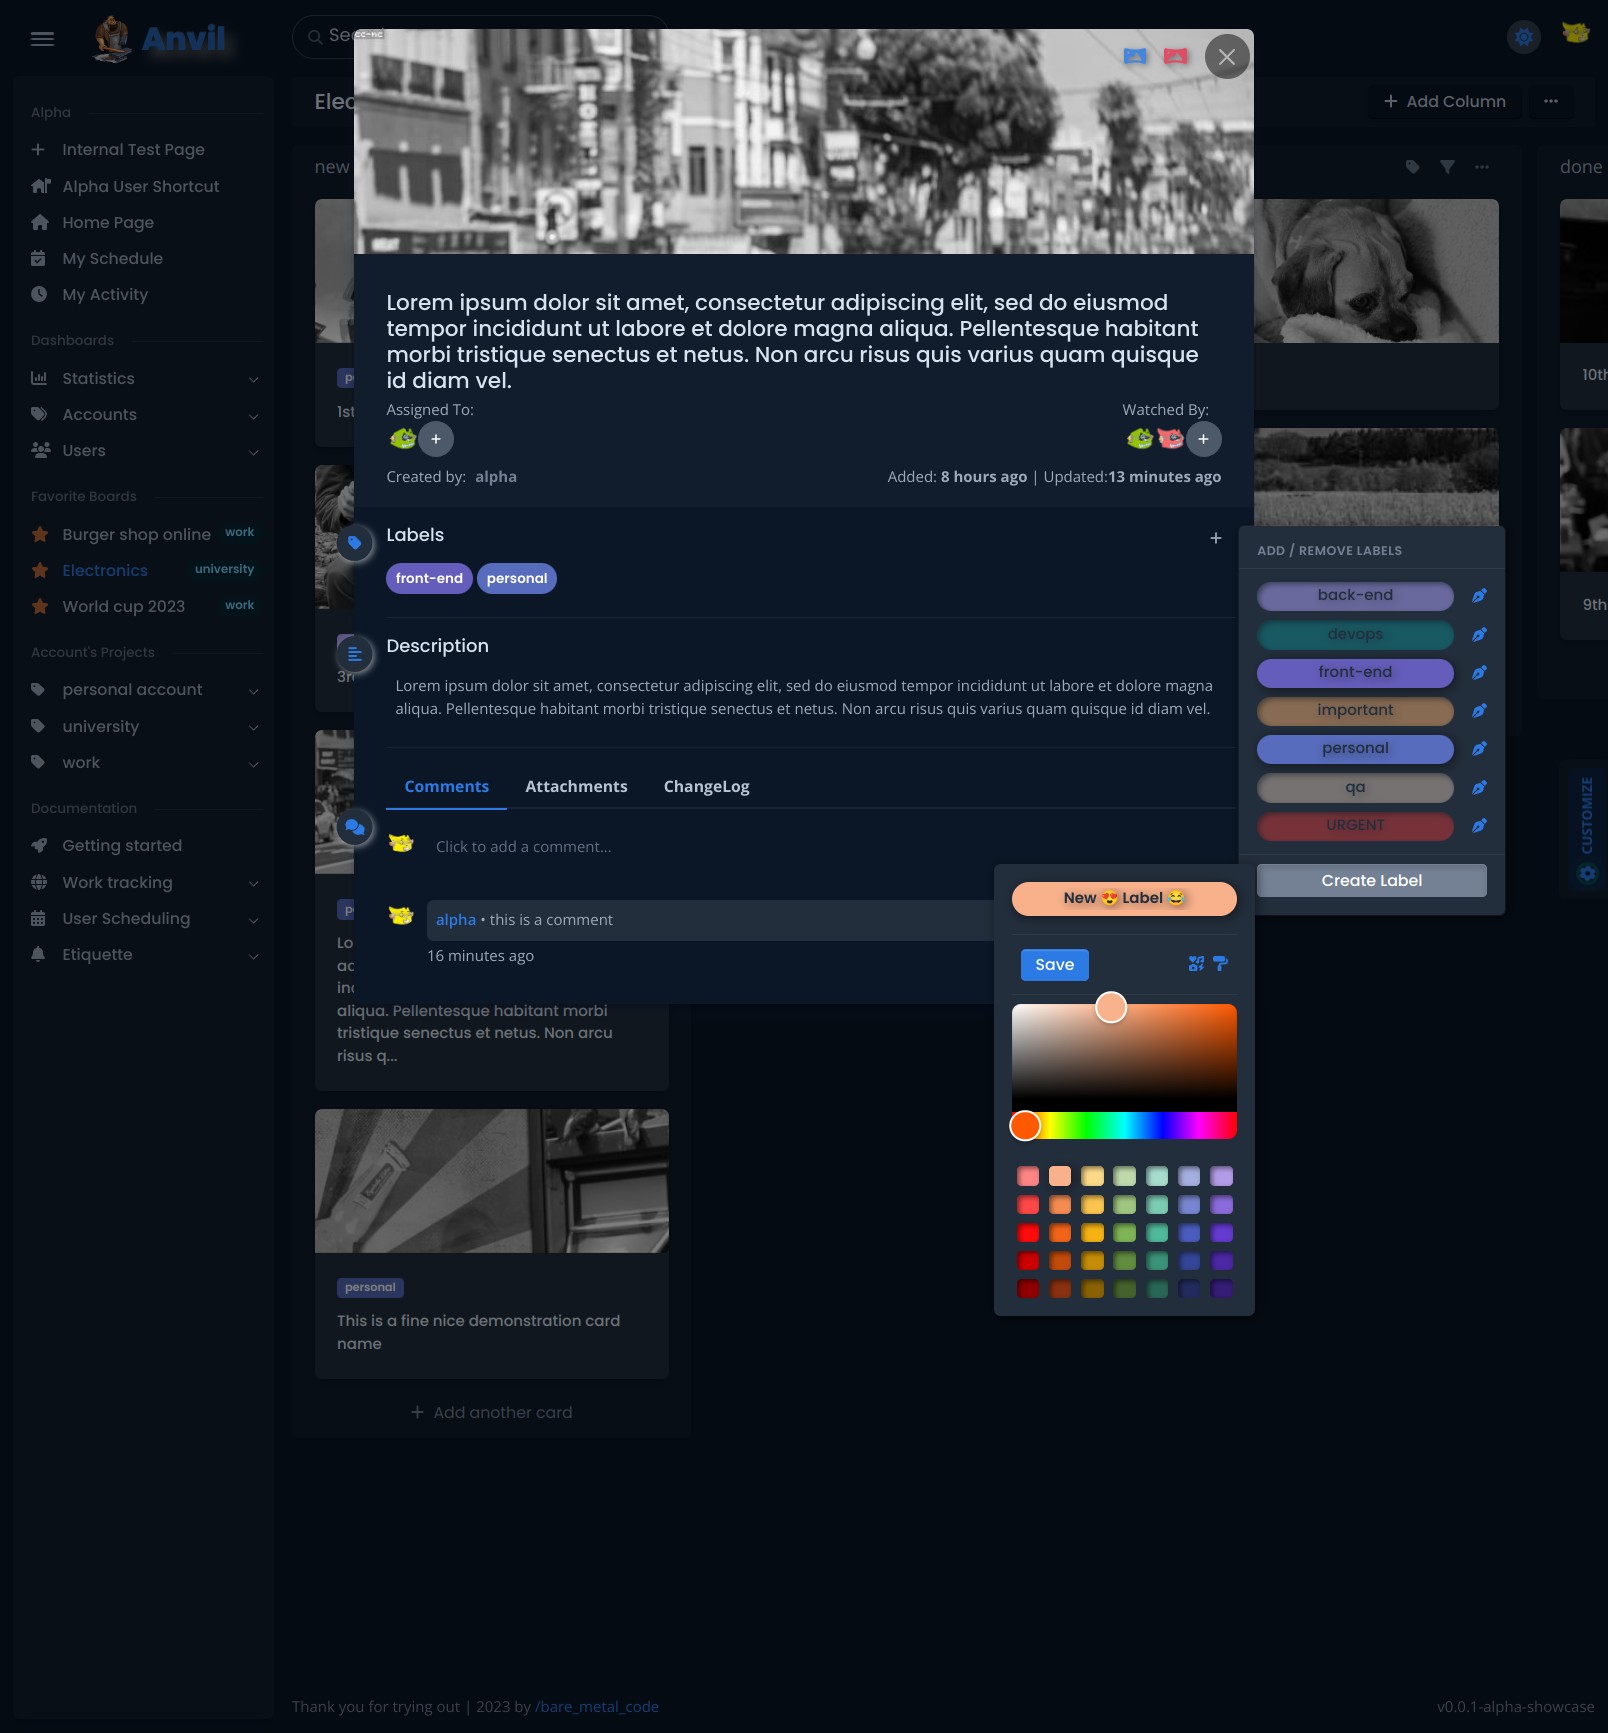 Anvil
Alpha
Internal Test Page
Alpha User Shortcut
Home Page
My Schedule
My Activity
Dashboards
Statistics
Accounts
Users
Favorite Boards
Burger shop online work
Electronics university
World cup 2023 work
Account's Projects
personal account
university
work
Documentation
Getting started
Work tracking
User Scheduling
Etiquette
Add Column
new
done
10th
9th
CUSTOMIZE
cc-nc
Lorem ipsum dolor sit amet, consectetur adipiscing elit, sed do eiusmod
tempor incididunt ut labore et dolore magna aliqua. Pellentesque habitant
morbi tristique senectus et netus. Non arcu risus quis varius quam quisque
id diam vel.
Assigned To: Watched By:
Created by: alpha Added: 8 hours ago | Updated:13 minutes ago
Labels
front-end personal
Description
Lorem ipsum dolor sit amet, consectetur adipiscing elit, sed do eiusmod tempor incididunt ut labore et dolore magna
aliqua. Pellentesque habitant morbi tristique senectus et netus. Non arcu risus quis varius quam quisque id diam vel.
Comments Attachments ChangeLog
Click to add a comment...
alpha • this is a comment
16 minutes ago
ADD / REMOVE LABELS
back-end
devops
front-end
important
personal
qa
URGENT
Create Label
New 😍 Label 😂
Save
aliqua. Pellentesque habitant morbi
tristique senectus et netus. Non arcu
risus q...
personal
This is a fine nice demonstration card
name
Add another card
Thank you for trying out | 2023 by /bare_metal_code
v0.0.1-alpha-showcase